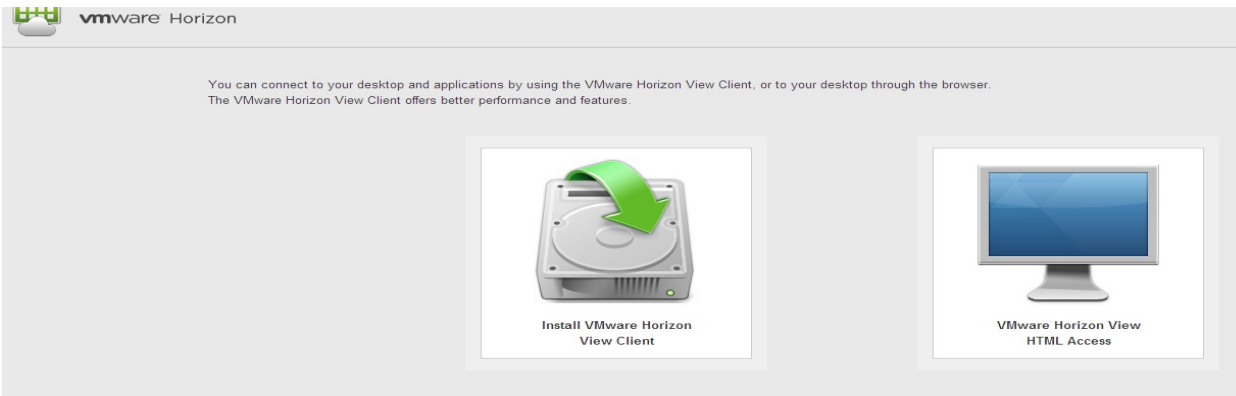 vmware Horizon
You can connect to your desktop and applications by using the VMware Horizon View Client, or to your desktop through the browser.
The VMware Horizon View Client offers better performance and features.
Install VMware Horizon
View Client
VMware Horizon View
HTML Access